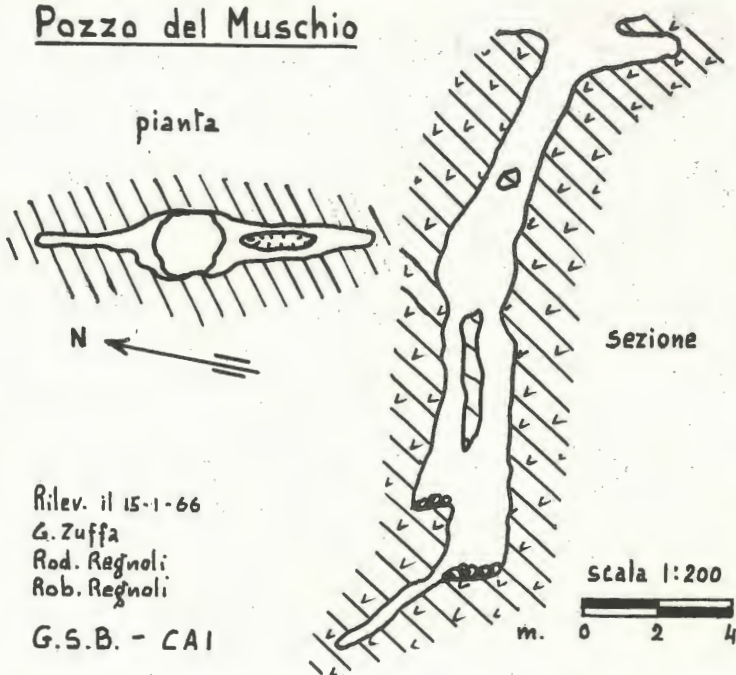 Pozzo del Muschio
pianta
N
sezione
Rilev. il 15-1-66
G. Zuffa
Rod. Regnoli
Rob. Regnoli
G.S.B. - CAI
scala 1:200
m. 0 2 4